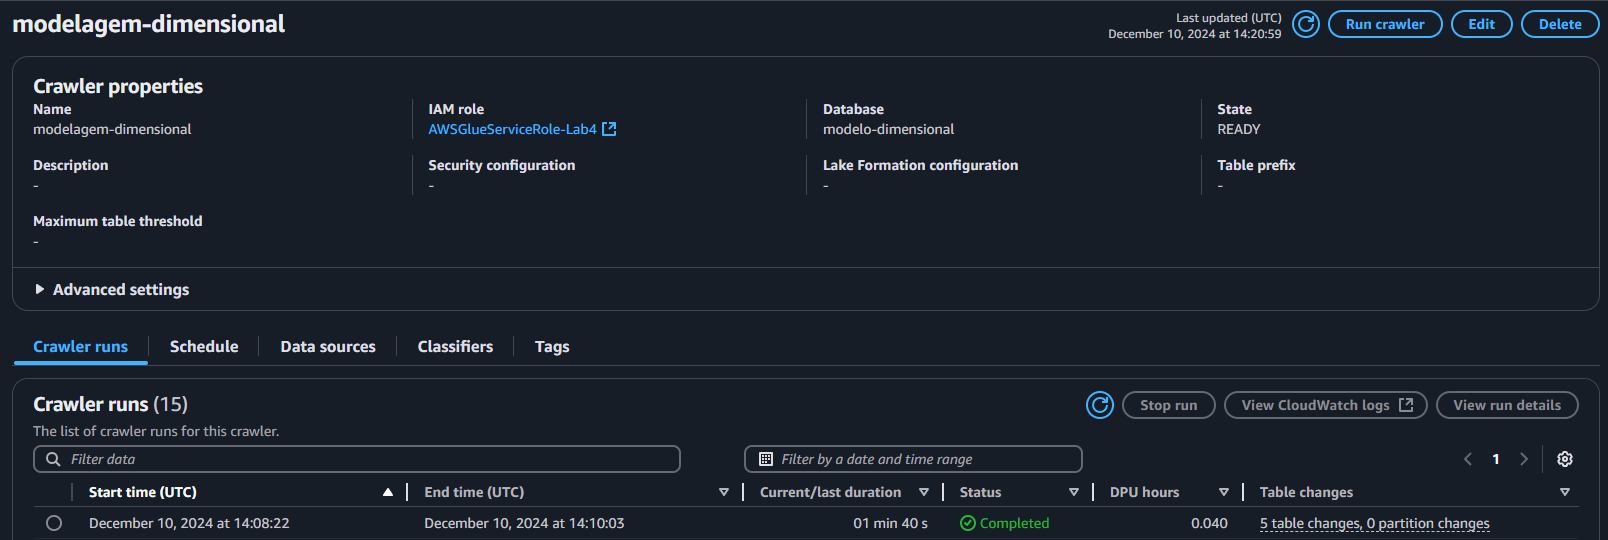 modelagem-dimensional
Last updated (UTC)
December 10, 2024 at 14:20:59
Run crawler
Edit
Delete
Crawler properties
Name
modelagem-dimensional
IAM role
AWSGlueServiceRole-Lab4
Database
modelo-dimensional
State
READY
Description
-
Security configuration
-
Lake Formation configuration
-
Table prefix
-
Maximum table threshold
-
Advanced settings
Crawler runs
Schedule
Data sources
Classifiers
Tags
Crawler runs (15)
The list of crawler runs for this crawler.
Stop run
View CloudWatch logs
View run details
Filter data
Filter by a date and time range
1
Start time (UTC)
End time (UTC)
Current/last duration
Status
DPU hours
Table changes
December 10, 2024 at 14:08:22
December 10, 2024 at 14:10:03
01 min 40 s
Completed
0.040
5 table changes, 0 partition changes